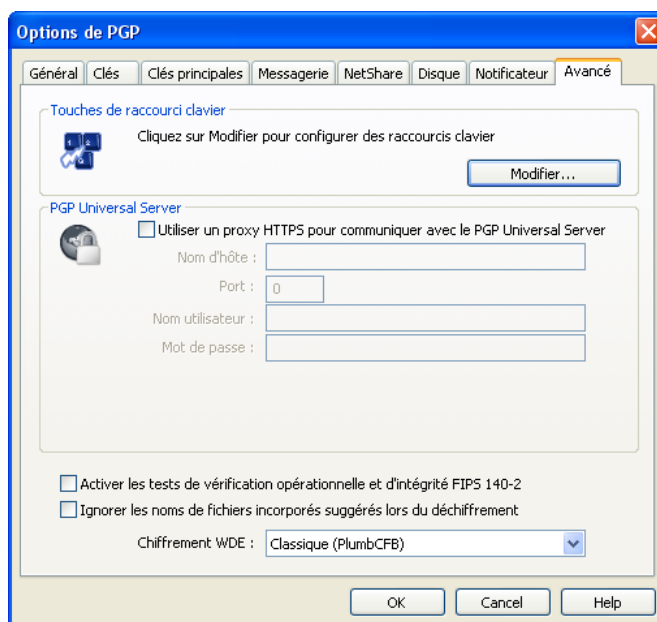 Options de PGP
Général Clés Clés principales Messagerie NetShare Disque Notificateur Avancé
Touches de raccourci clavier
Cliquez sur Modifier pour configurer des raccourcis clavier
Modifier...
PGP Universal Server
Utiliser un proxy HTTPS pour communiquer avec le PGP Universal Server
Nom d'hôte :
Port : 0
Nom utilisateur :
Mot de passe :
Activer les tests de vérification opérationnelle et d'intégrité FIPS 140-2
Ignorer les noms de fichiers incorporés suggérés lors du déchiffrement
Chiffrement WDE : Classique (PlumbCFB)
OK Cancel Help